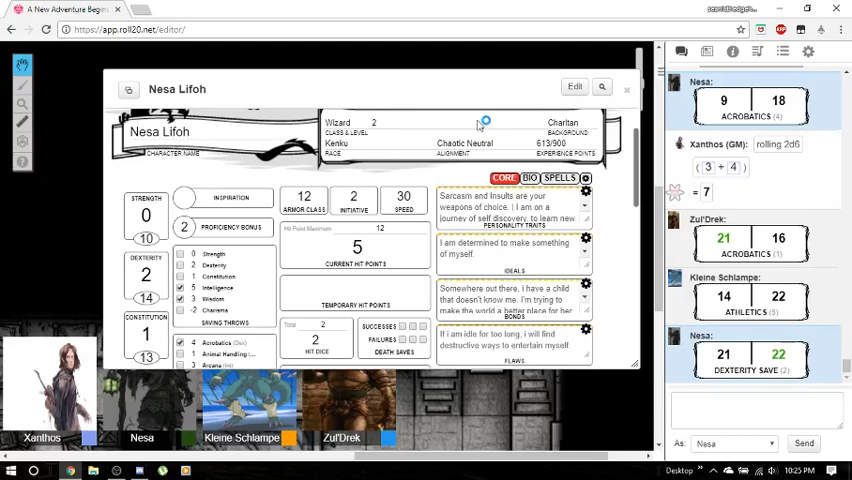 A New Adventure Begin
https://app.roll20.net/editor/
Nesa Lifoh
Edit
Nesa Lifoh
CHARACTER NAME
Wizard 2 Charltan
CLASS & LEVEL BACKGROUND
Kenku Chaotic Neutral 613/900
RACE ALIGNMENT EXPERIENCE POINTS
CORE BIO SPELLS
STRENGTH
0
10
DEXTERITY
2
14
CONSTITUTION
1
13
INSPIRATION
2 PROFICIENCY BONUS
0 Strength
2 Dexterity
1 Constitution
5 Intelligence
3 Wisdom
-2 Charisma
SAVING THROWS
4 Acrobatics (Dex)
1 Animal Handling (...
3 Arcana (Int)
12 2 30
ARMOR CLASS INITIATIVE SPEED
Hit Point Maximum 12
5
CURRENT HIT POINTS
TEMPORARY HIT POINTS
Total 2
2
HIT DICE
SUCCESSES
FAILURES
DEATH SAVES
Sarcasm and Insults are your
weapons of choice. | I am on a
journey of self discovery, to learn new
PERSONALITY TRAITS
I am determined to make something
of myself.
IDEALS
Somewhere out there, i have a child
that doesn't know me. I'm trying to
make the world a better place for her
BONDS
If i am idle for too long, i will find
destructive ways to entertain myself.
FLAWS
Xanthos
Nesa
Kleine Schlampe
Zul'Drek
Nesa:
9 18
ACROBATICS (4)
Xanthos (GM): rolling 2d6
( 3 + 4 )
= 7
Zul'Drek:
21 16
ACROBATICS (1)
Kleine Schlampe:
14 22
ATHLETICS (5)
Nesa:
21 22
DEXTERITY SAVE (2)
As: Nesa Send
Desktop 10:25 PM